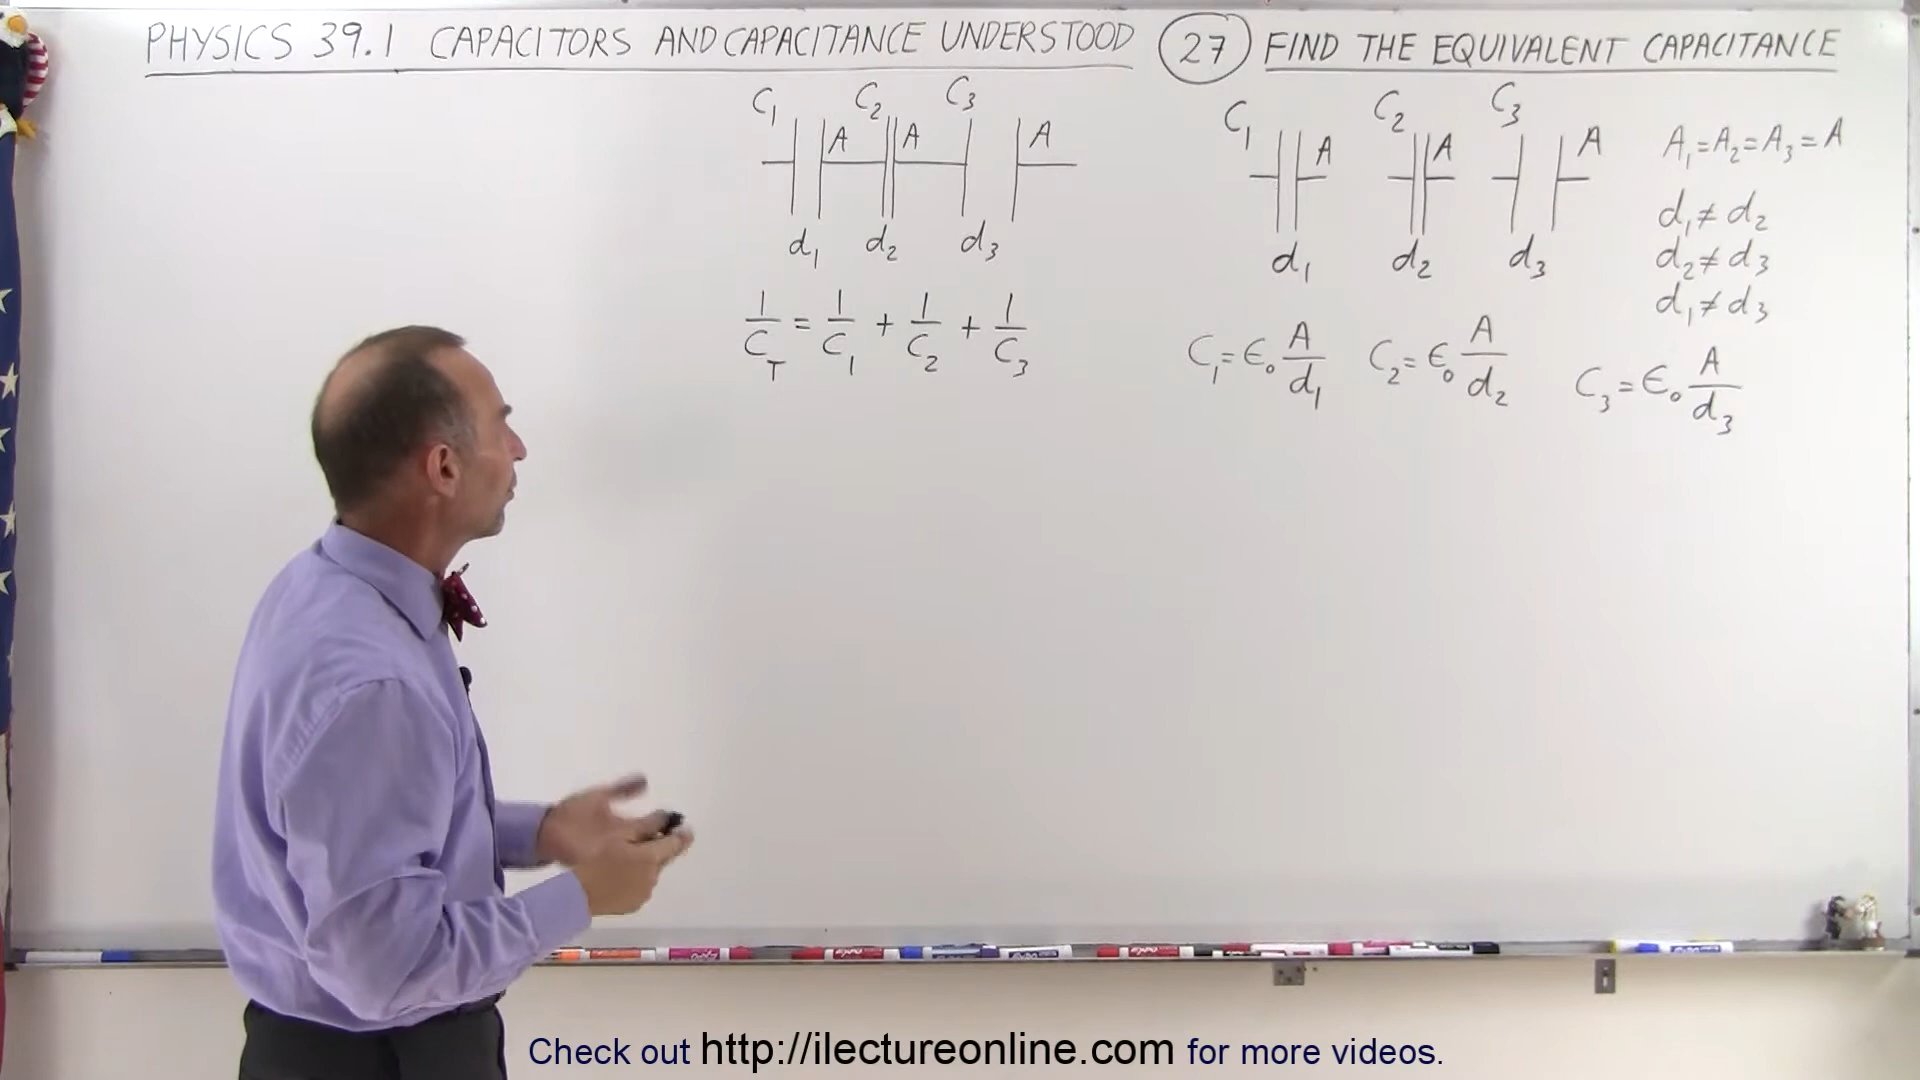 PHYSICS 39.1 CAPACITORS AND CAPACITANCE UNDERSTOOD (27) FIND THE EQUIVALENT CAPACITANCE
C₁ C₂ C₃
A A A
d₁ d₂ d₃
1/C_T = 1/C₁ + 1/C₂ + 1/C₃
C₁ C₂ C₃
A A A
d₁ d₂ d₃
A₁=A₂=A₃=A
d₁≠d₂
d₂≠d₃
d₁≠d₃
C₁=ϵ₀ A/d₁ C₂=ϵ₀ A/d₂ C₃=ϵ₀ A/d₃
Check out http://ilectureonline.com for more videos.